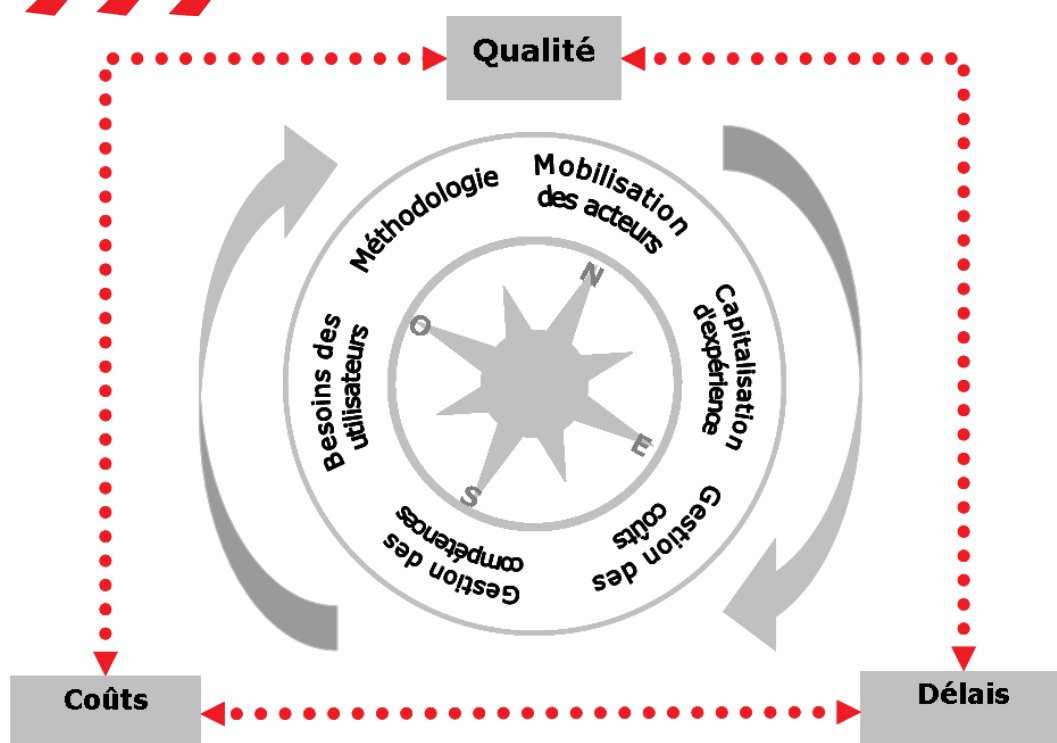 Qualité
Méthodologie
Mobilisation
des acteurs
Capitalisation
d'expérience
Gestion des
coûts
Gestion des
compétences
Besoins des
utilisateurs
N
O
E
S
Coûts
Délais